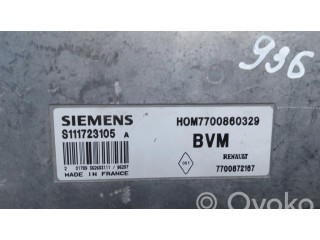 936
SIEMENS
S111723105 A
HOM7700860329
BVM
RENAULT
7700872167
MADE IN FRANCE
Ovoko